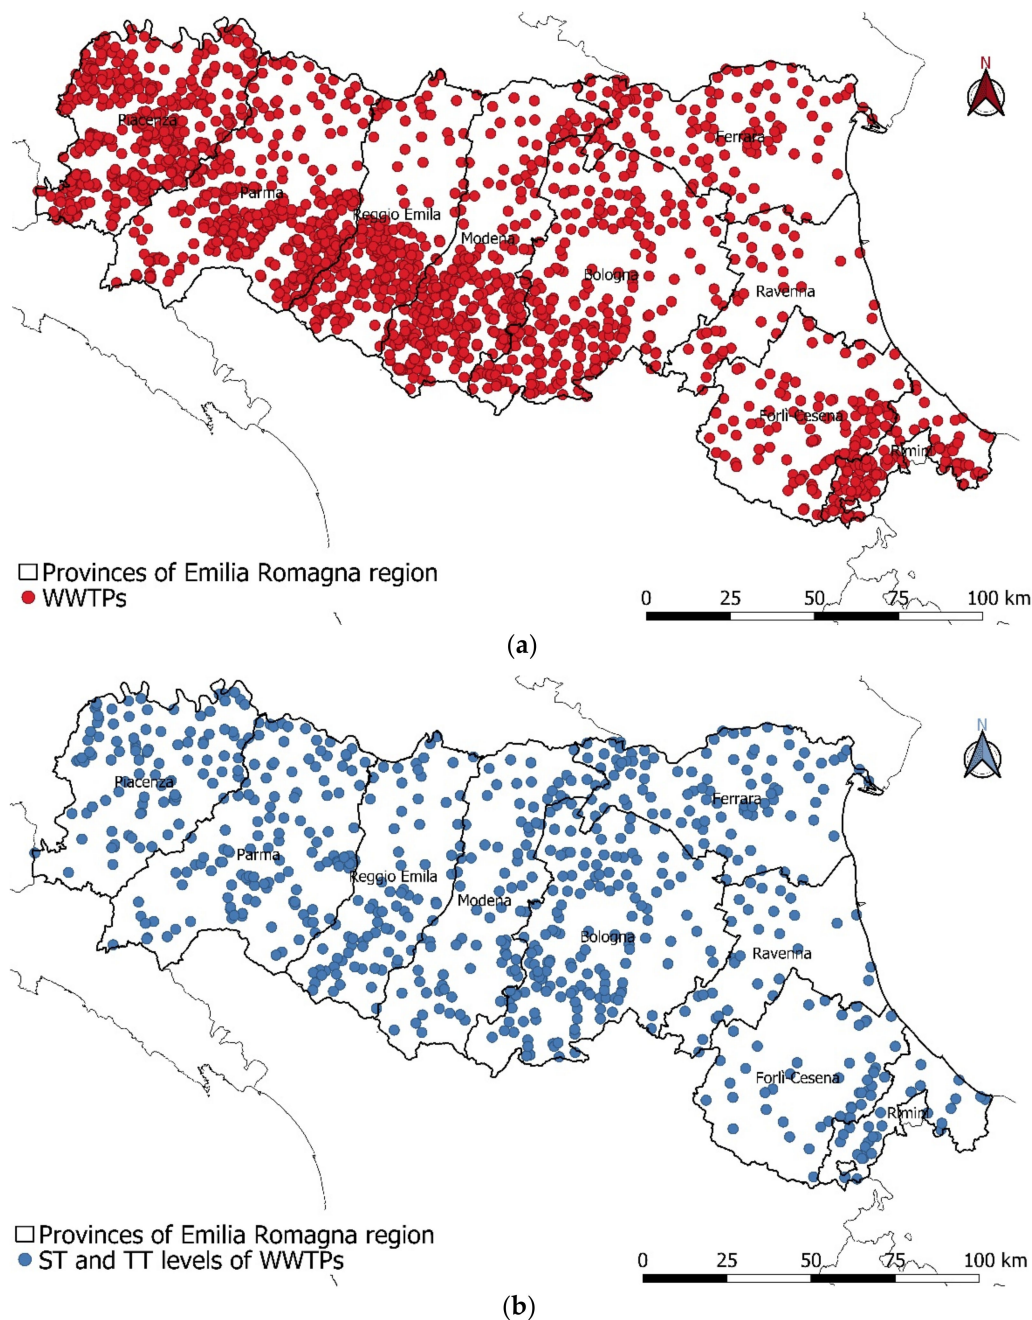 N
Piacenza
Ferrara
Parma
Reggio Emila
Modena
Bologna
Ravenna
Forlì-Cesena
Rimini
Provinces of Emilia Romagna region
WWTPs
0 25 50 75 100 km
(a)
N
Piacenza
Ferrara
Parma
Reggio Emila
Modena
Bologna
Ravenna
Forlì-Cesena
Rimini
Provinces of Emilia Romagna region
ST and TT levels of WWTPs
0 25 50 75 100 km
(b)